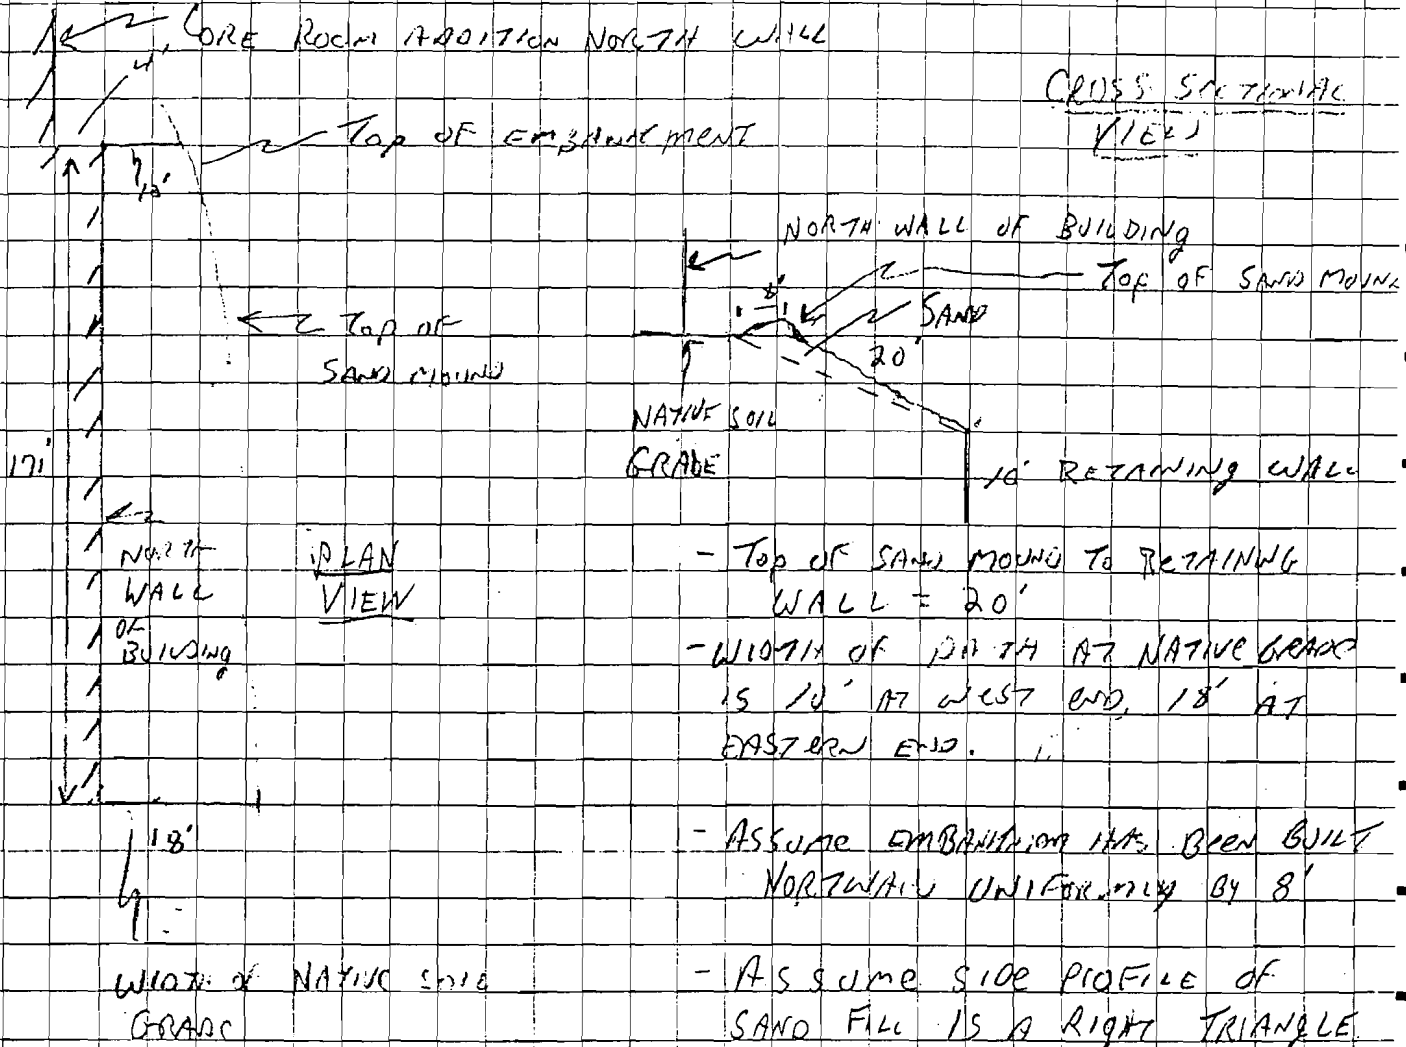 CORE ROOM ADDITION NORTH WALL
4'
CROSS SECTIONAL
VIEW
TOP OF EMBANKMENT
NORTH WALL OF BUILDING
8'
TOP OF SAND MOUN
SAND
20'
TOP OF
SAND MOUND
NATIVE SOIL
GRADE
171'
10' RETAINING WALL
NORTH
WALL
OF
BUILDING
PLAN
VIEW
- TOP OF SAND MOUND TO RETAINING
WALL = 20'
- WIDTH OF PATH AT NATIVE GRADE
IS 10' AT WEST END, 18' AT
EASTERN END.
18'
- ASSUME HAS BEEN BUILT
UNIFORMLY BY 8'
WIDTH OF NATIVE SOIL
GRADE
- ASSUME SIDE PROFILE OF
SAND FILL IS A RIGHT TRIANGLE